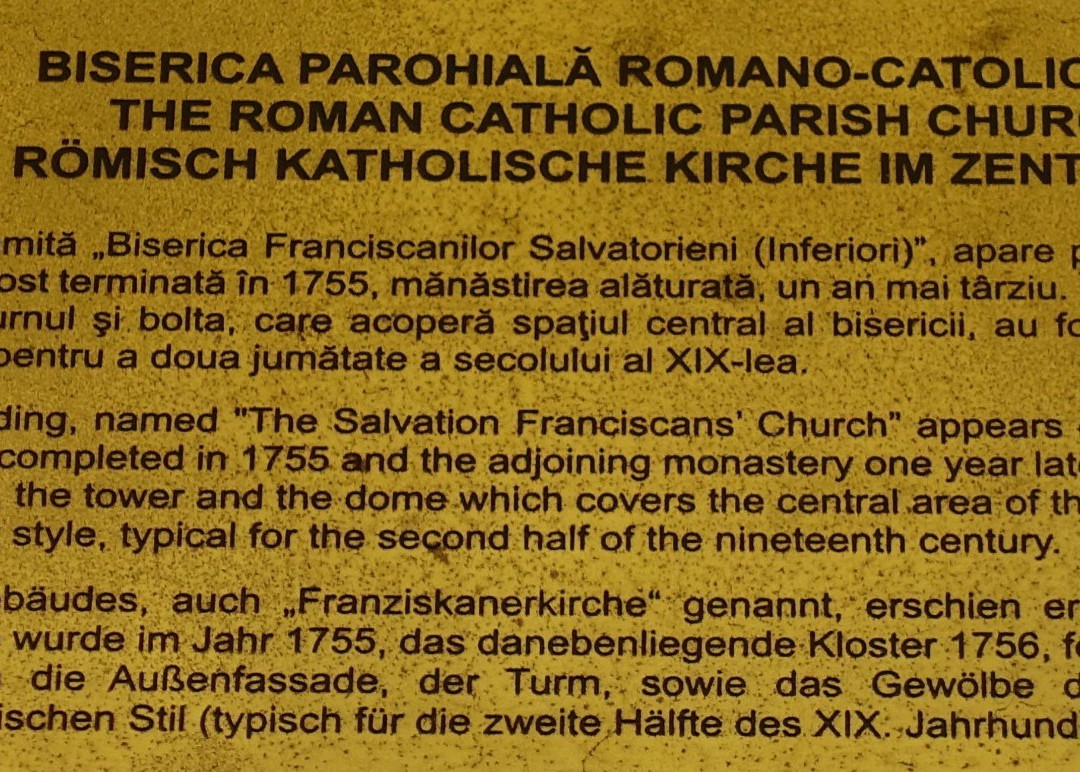 BISERICA PAROHIALĂ ROMANO-CATOLIC
THE ROMAN CATHOLIC PARISH CHUR
RÖMISCH KATHOLISCHE KIRCHE IM ZENT
mită „Biserica Franciscanilor Salvatorieni (Inferiori)", apare p
ost terminată în 1755, mănăstirea alăturată, un an mai târziu.
urnul şi bolta, care acoperă spaţiul central al bisericii, au fo
pentru a doua jumătate a secolului al XIX-lea.
ding, named "The Salvation Franciscans' Church" appears
completed in 1755 and the adjoining monastery one year late
the tower and the dome which covers the central area of th
style, typical for the second half of the nineteenth century.
bäudes, auch „Franziskanerkirche“ genannt, erschien er
wurde im Jahr 1755, das danebenliegende Kloster 1756, fe
die Außenfassade, der Turm, sowie das Gewölbe d
ischen Stil (typisch für die zweite Hälfte des XIX. Jahrhund